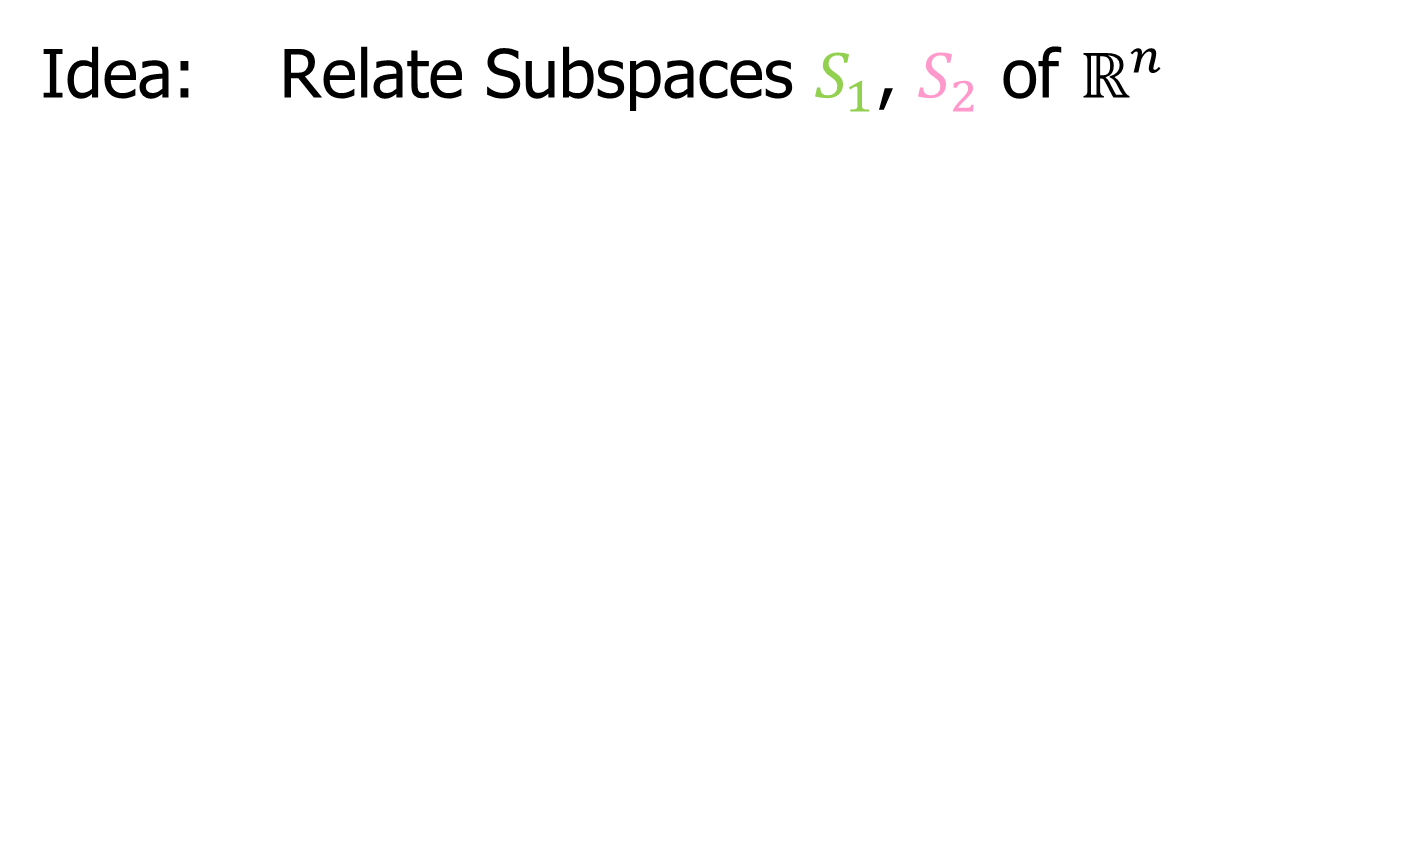 Idea: Relate Subspaces 𝑆₁, 𝑆₂ of ℝⁿ